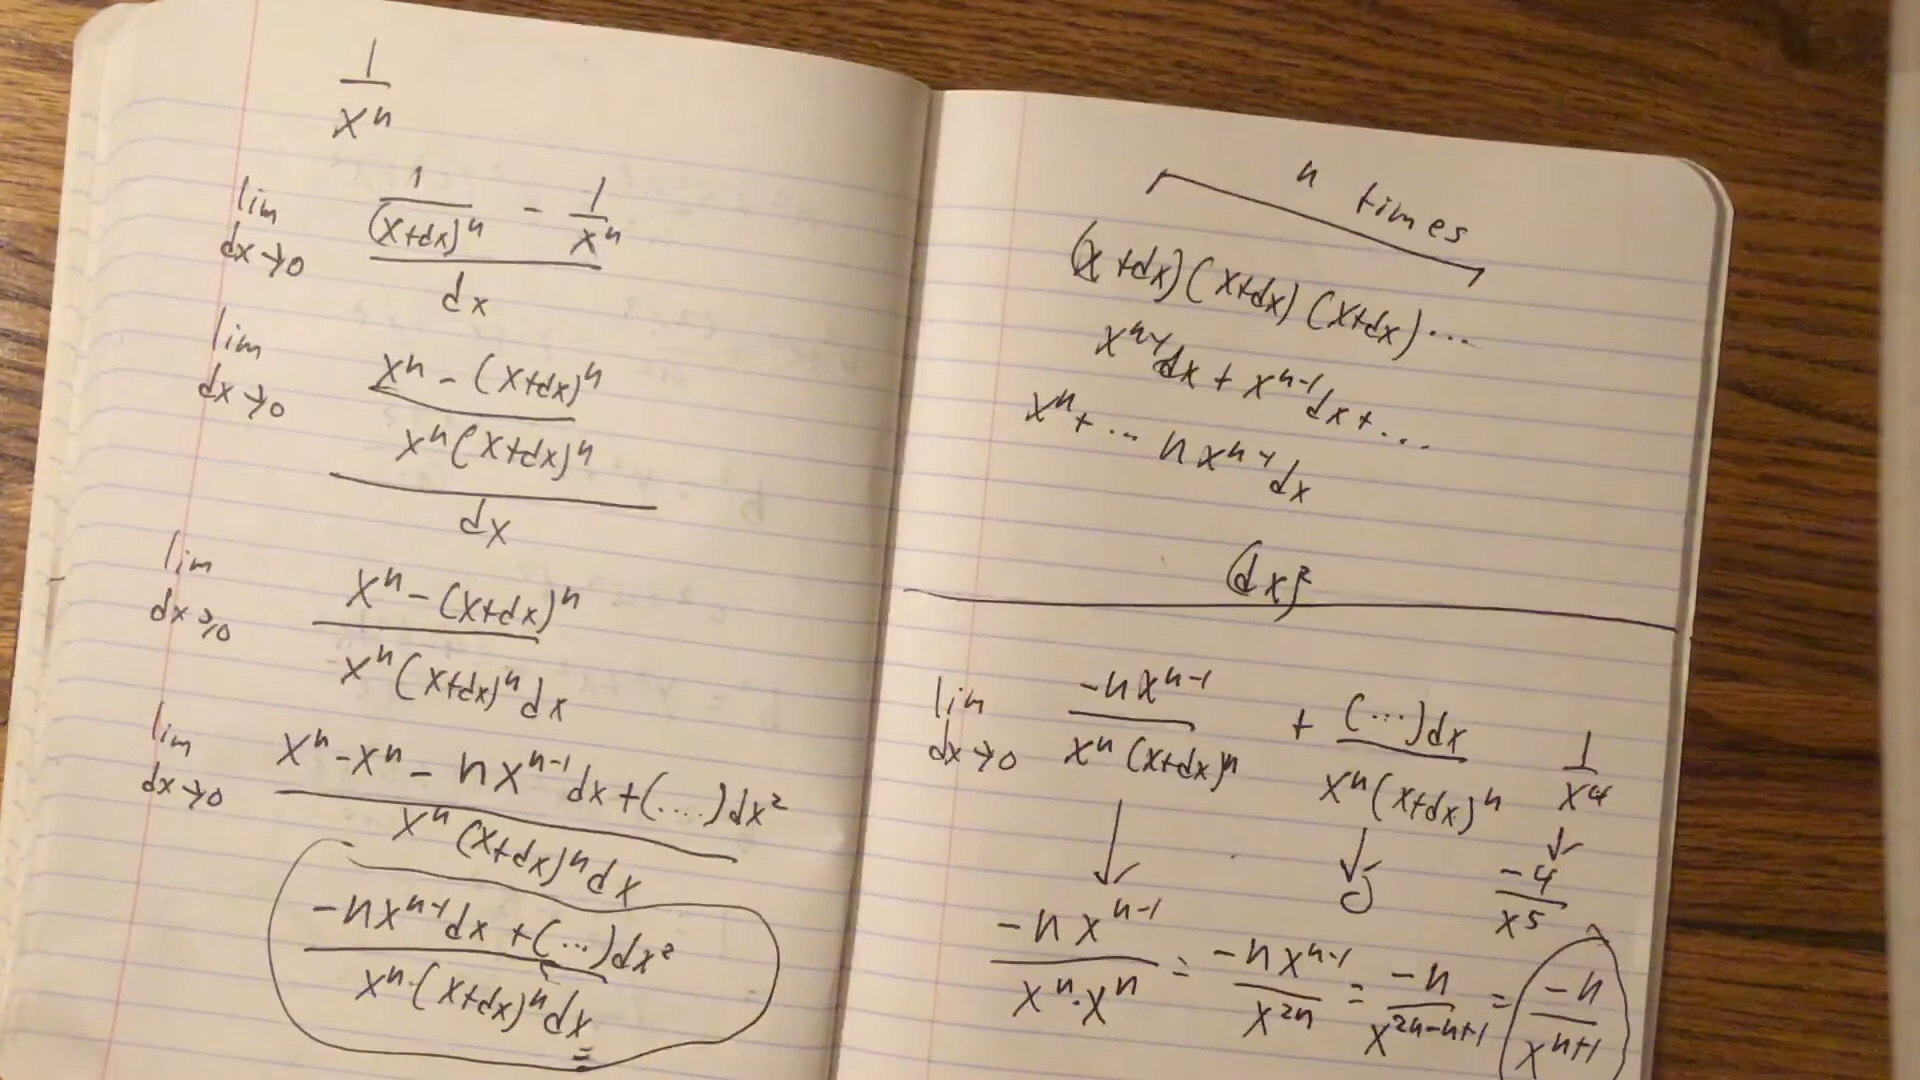 1/xⁿ
lim dx→0 (1/(x+dx)ⁿ - 1/xⁿ)/dx
lim dx→0 ((xⁿ - (x+dx)ⁿ)/(xⁿ(x+dx)ⁿ))/dx
lim dx→0 (xⁿ - (x+dx)ⁿ)/(xⁿ(x+dx)ⁿdx)
lim dx→0 (xⁿ - xⁿ - nxⁿ⁻¹dx + (....)dx²)/(xⁿ(x+dx)ⁿdx)
(-nxⁿ⁻¹dx + (...)dx²)/(xⁿ·(x+dx)ⁿdx)
=
n times
(x+dx)(x+dx)(x+dx)...
xⁿ⁻¹dx + xⁿ⁻¹dx + ...
xⁿ + ... nxⁿ⁻¹dx
(dx)²
lim dx→0 -nxⁿ⁻¹/(xⁿ(x+dx)ⁿ) + (...)dx/(xⁿ(x+dx)ⁿ)
1/x⁴
↓ ↓ 0 ↓
-4/x⁵
-nxⁿ⁻¹/(xⁿ·xⁿ) = -nxⁿ⁻¹/x²ⁿ = -n/x²ⁿ⁻ⁿ⁺¹ = -n/xⁿ⁺¹